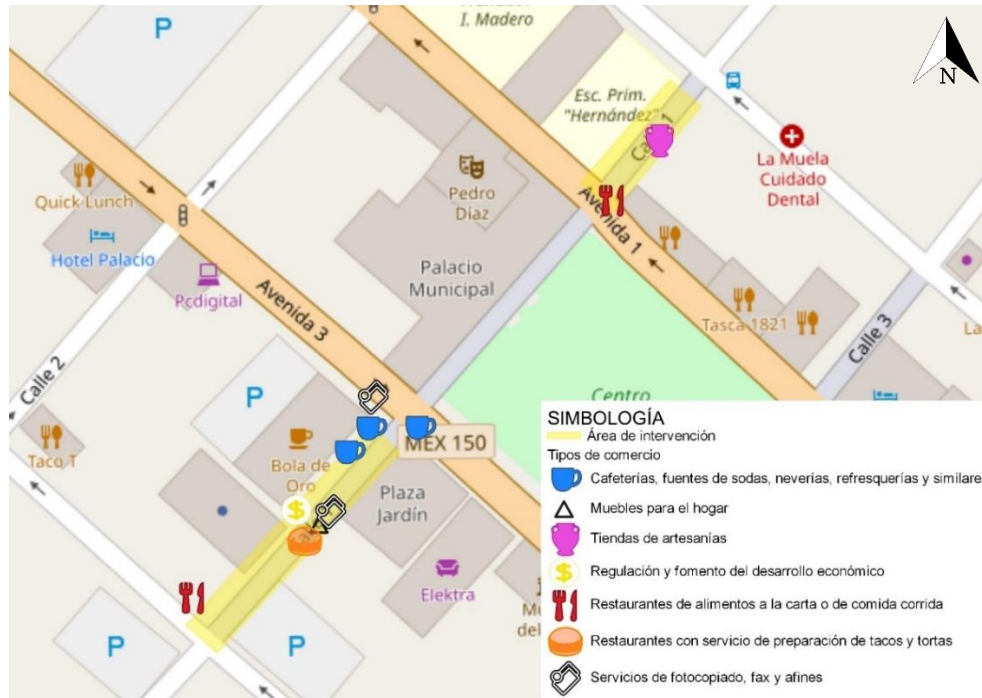 I. Madero
P
N
Esc. Prim.
"Hernández"
La Muela
Cuidado
Dental
Pedro
Díaz
Quick Lunch
Hotel Palacio
Avenida 1
Palacio
Municipal
Pcdigital
Avenida 3
Tasca 1821
Calle 3
La
Calle 2
P
Centro
MEX 150
Taco T
Bola de
Oro
Plaza
Jardín
Elektra
P
P
SIMBOLOGÍA
Área de intervención
Tipos de comercio
Cafeterías, fuentes de sodas, neverías, refresquerías y similare
Muebles para el hogar
Tiendas de artesanías
$
Regulación y fomento del desarrollo económico
Restaurantes de alimentos a la carta o de comida corrida
Restaurantes con servicio de preparación de tacos y tortas
Servicios de fotocopiado, fax y afines